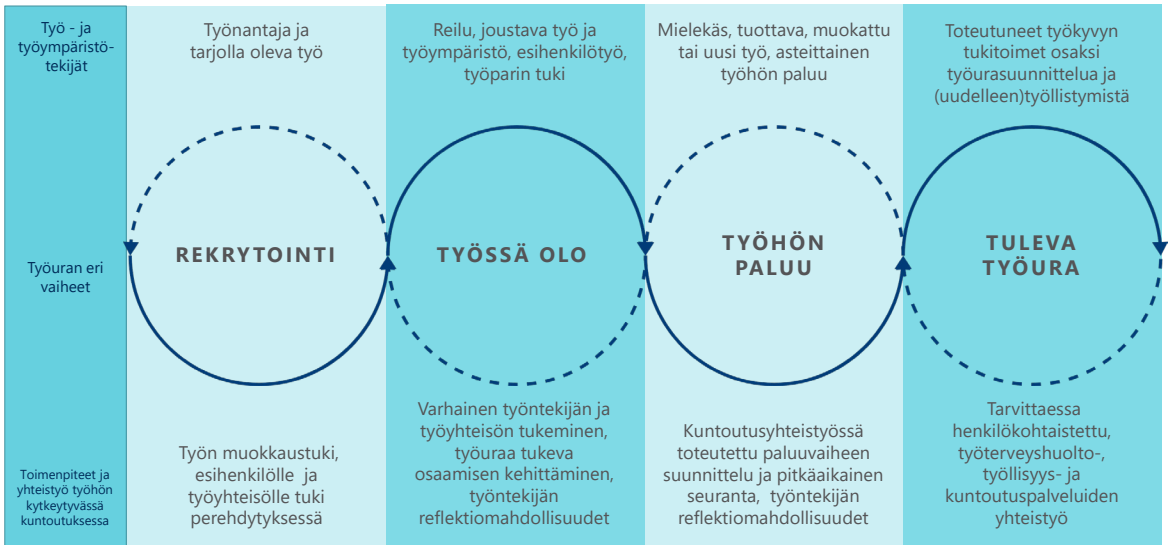 Työ - ja
työympäristö-
tekijät
Työnantaja ja
tarjolla oleva työ
Reilu, joustava työ ja
työympäristö, esihenkilötyö,
työparin tuki
Mielekäs, tuottava, muokattu
tai uusi työ, asteittainen
työhön paluu
Toteutuneet työkyvyn
tukitoimet osaksi
työurasuunnittelua ja
(uudelleen)työllistymistä
Työuran eri
vaiheet
REKRYTOINTI
TYÖSSÄ OLO
TYÖHÖN
PALUU
TULEVA
TYÖURA
Toimenpiteet ja
yhteistyö työhön
kytkeytyvässä
kuntoutuksessa
Työn muokkaustuki,
esihenkilölle ja
työyhteisölle tuki
perehdytyksessä
Varhainen työntekijän ja
työyhteisön tukeminen,
työuraa tukeva
osaamisen kehittäminen,
työntekijän
reflektiomahdollisuudet
Kuntoutusyhteistyössä
toteutettu paluuvaiheen
suunnittelu ja pitkäaikainen
seuranta, työntekijän
reflektiomahdollisuudet
Tarvittaessa
henkilökohtaistettu,
työterveyshuolto-,
työllisyys- ja
kuntoutuspalveluiden
yhteistyö